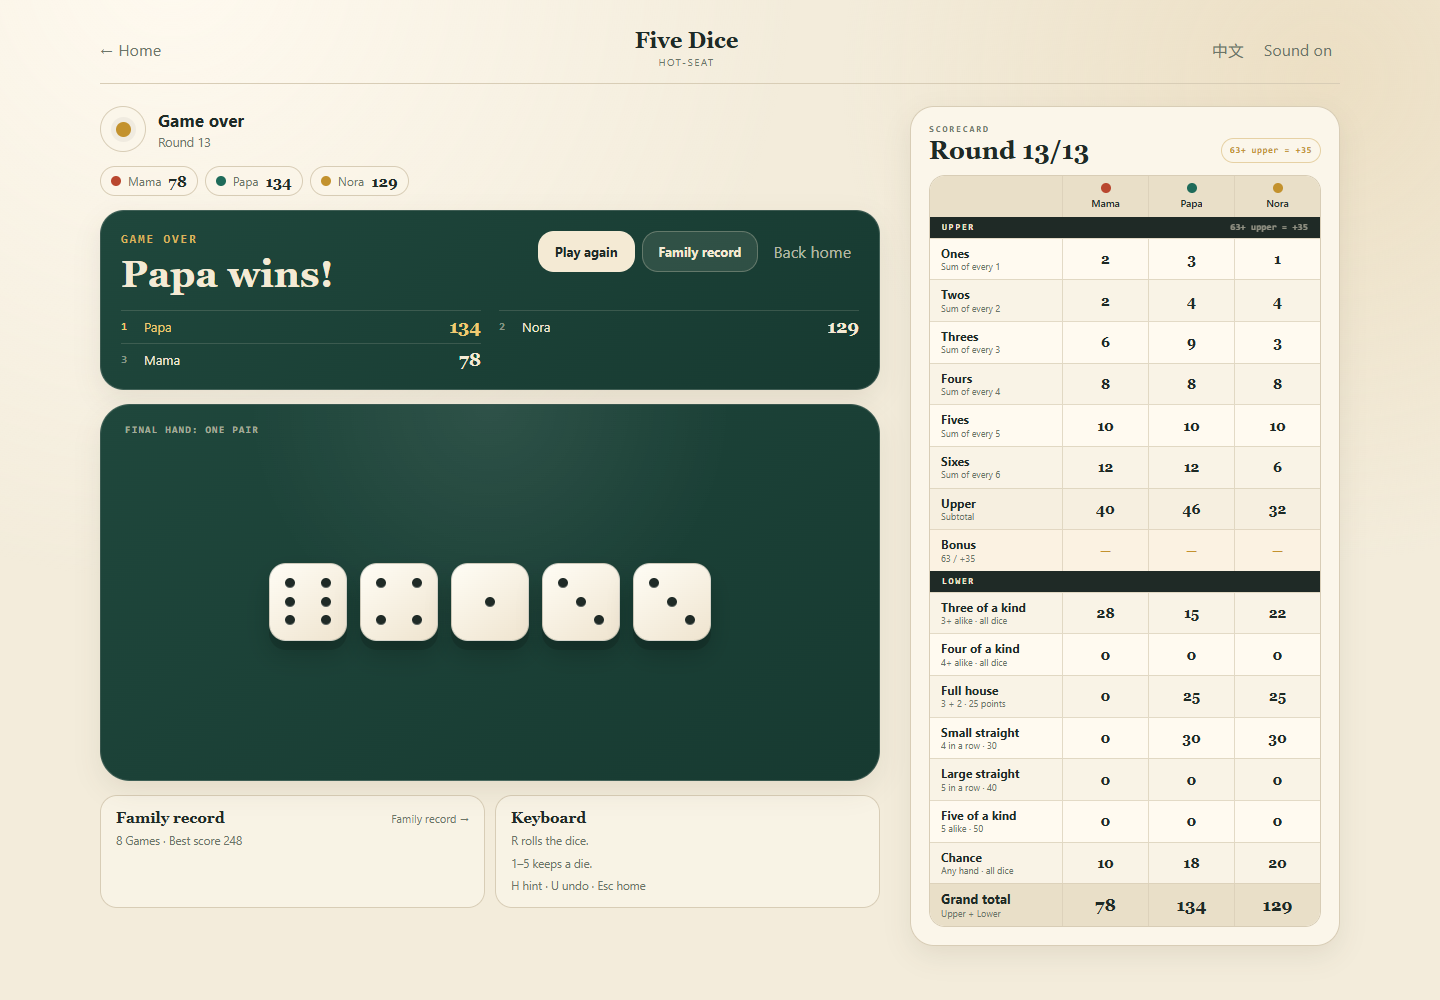 ← Home
Five Dice
HOT-SEAT
中文 Sound on
Game over
Round 13
Mama 78 Papa 134 Nora 129
GAME OVER
Papa wins!
Play again Family record Back home
1 Papa 134 2 Nora 129
3 Mama 78
FINAL HAND: ONE PAIR
Family record Family record →
8 Games · Best score 248
Keyboard
R rolls the dice.
1–5 keeps a die.
H hint · U undo · Esc home
SCORECARD
Round 13/13
63+ upper = +35
Mama Papa Nora
UPPER 63+ upper = +35
Ones 2 3 1
Sum of every 1
Twos 2 4 4
Sum of every 2
Threes 6 9 3
Sum of every 3
Fours 8 8 8
Sum of every 4
Fives 10 10 10
Sum of every 5
Sixes 12 12 6
Sum of every 6
Upper 40 46 32
Subtotal
Bonus — — —
63 / +35
LOWER
Three of a kind 28 15 22
3+ alike · all dice
Four of a kind 0 0 0
4+ alike · all dice
Full house 0 25 25
3 + 2 · 25 points
Small straight 0 30 30
4 in a row · 30
Large straight 0 0 0
5 in a row · 40
Five of a kind 0 0 0
5 alike · 50
Chance 10 18 20
Any hand · all dice
Grand total 78 134 129
Upper + Lower